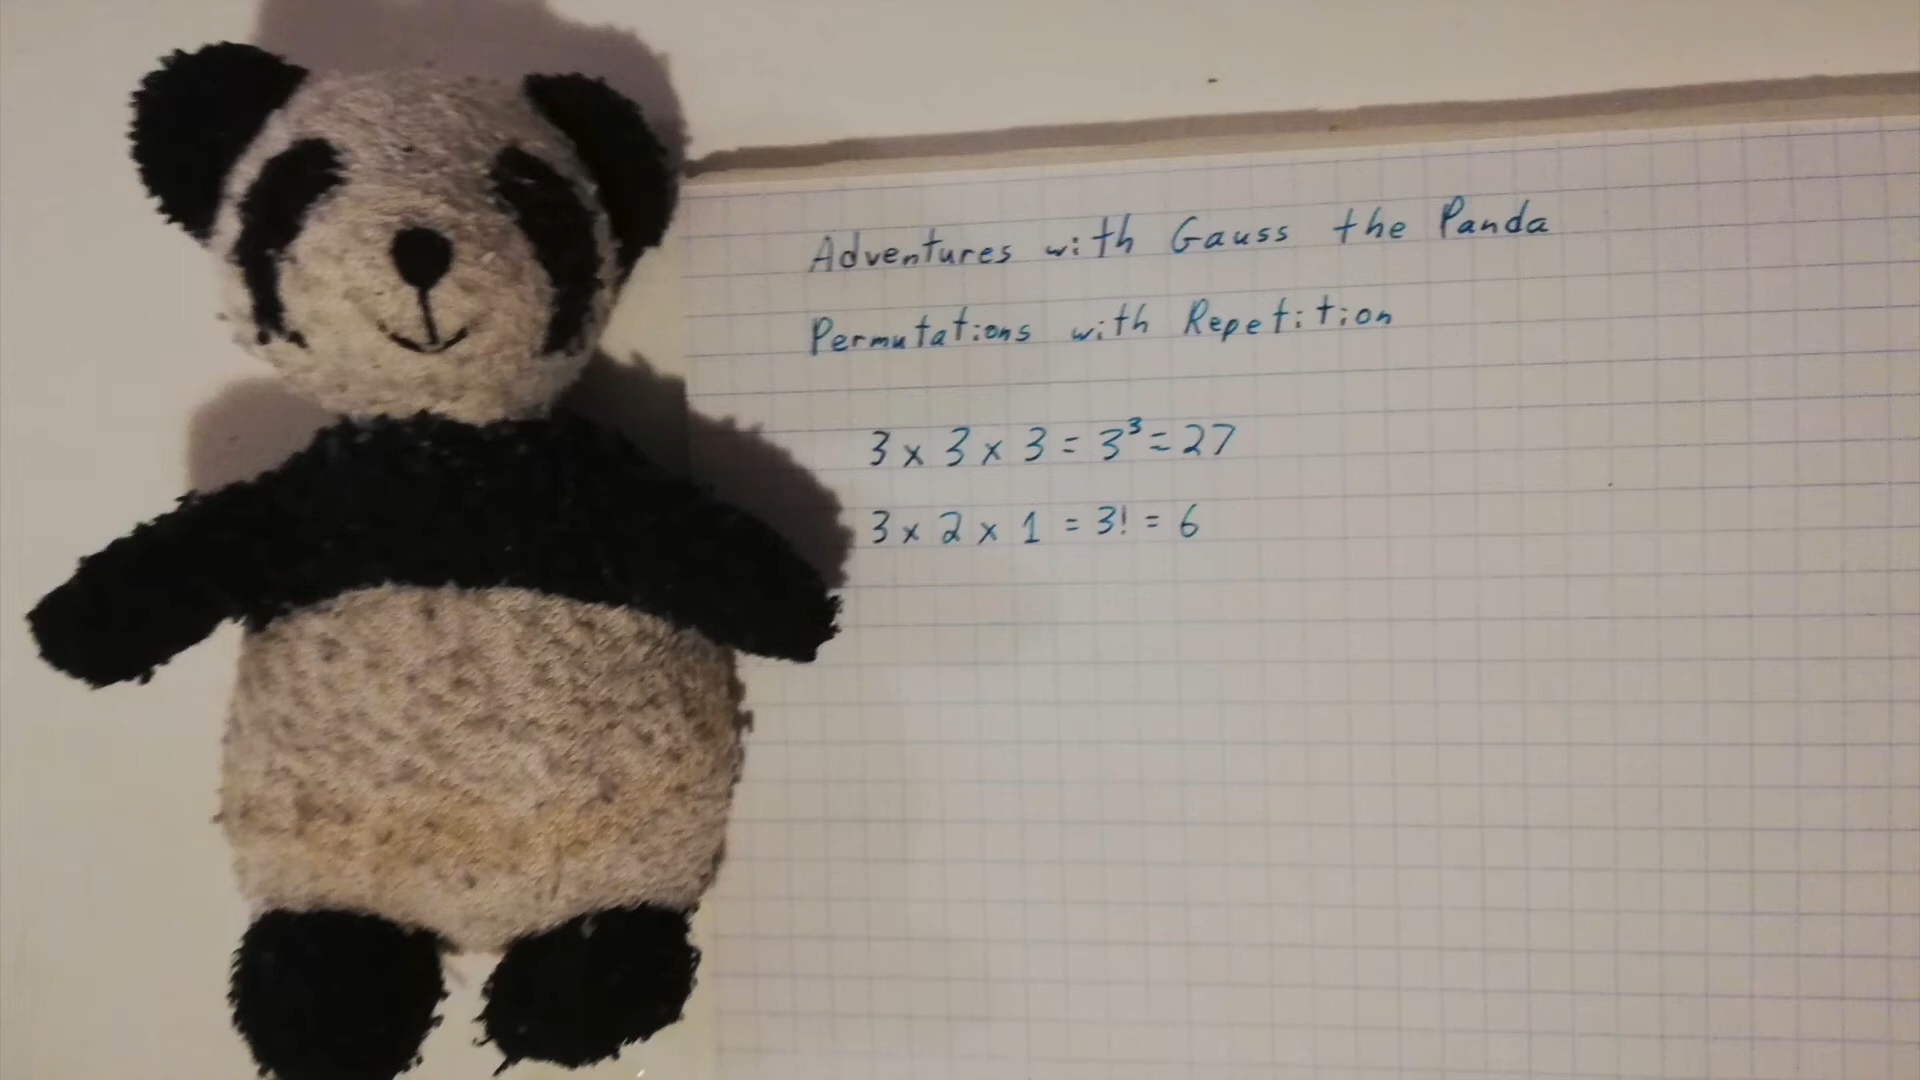 Adventures with Gauss the Panda
Permutations with Repetition
3 x 3 x 3 = 3³ = 27
3 x 2 x 1 = 3! = 6